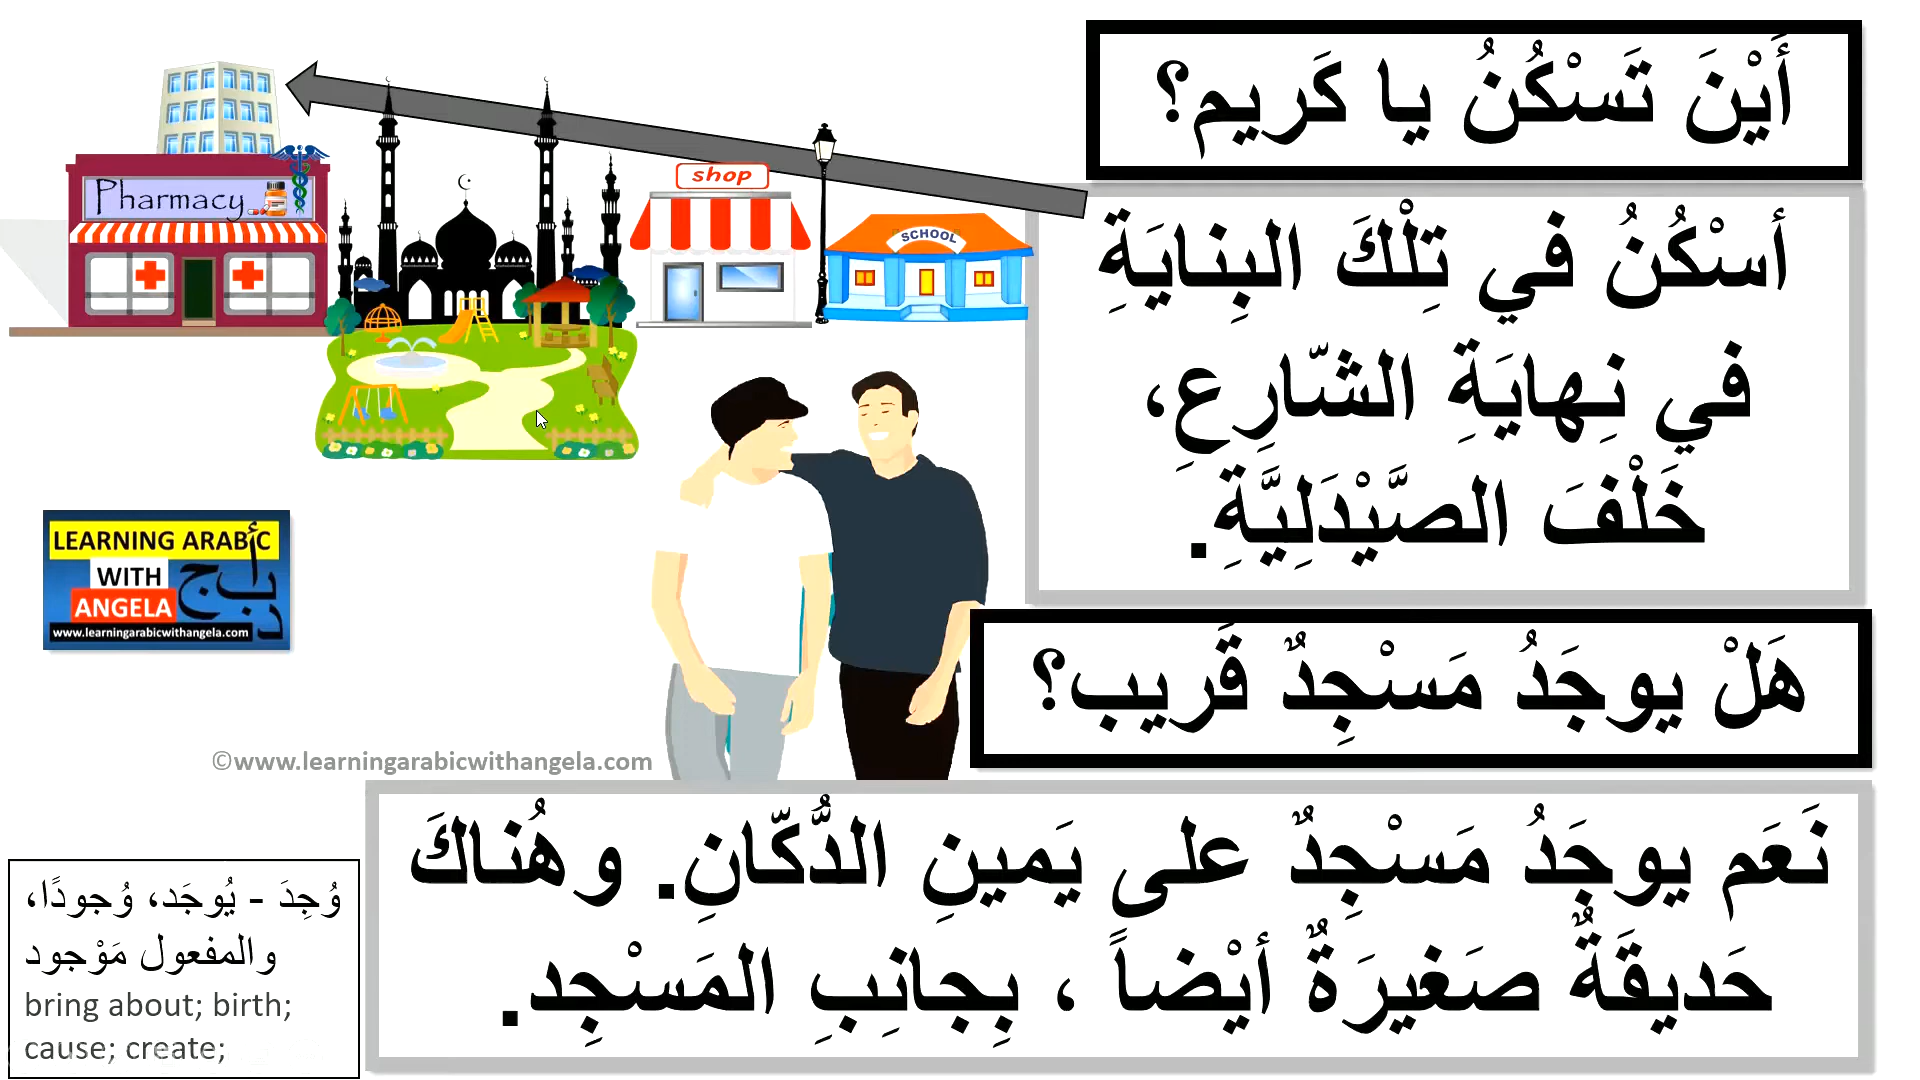 أَيْنَ تَسْكُنُ يا كَريم؟
أسْكُنُ في تِلْكَ البِنايَةِ
في نِهايَةِ الشّارِعِ،
خَلْفَ الصَّيْدَلِيَّةِ.
هَلْ يوجَدُ مَسْجِدٌ قَريب؟
نَعَم يوجَدُ مَسْجِدٌ على يَمينِ الدُّكّانِ. وهُناكَ
حَديقَةٌ صَغيرَةٌ أيْضاً ، بِجانِبِ المَسْجِد.
وُجِدَ - يُوجَد، وُجودًا،
والمفعول مَوْجود
bring about; birth;
cause; create;
Pharmacy
shop
SCHOOL
LEARNING ARABIC
WITH
ANGELA
أ ب ج د
www.learningarabicwithangela.com
©www.learningarabicwithangela.com